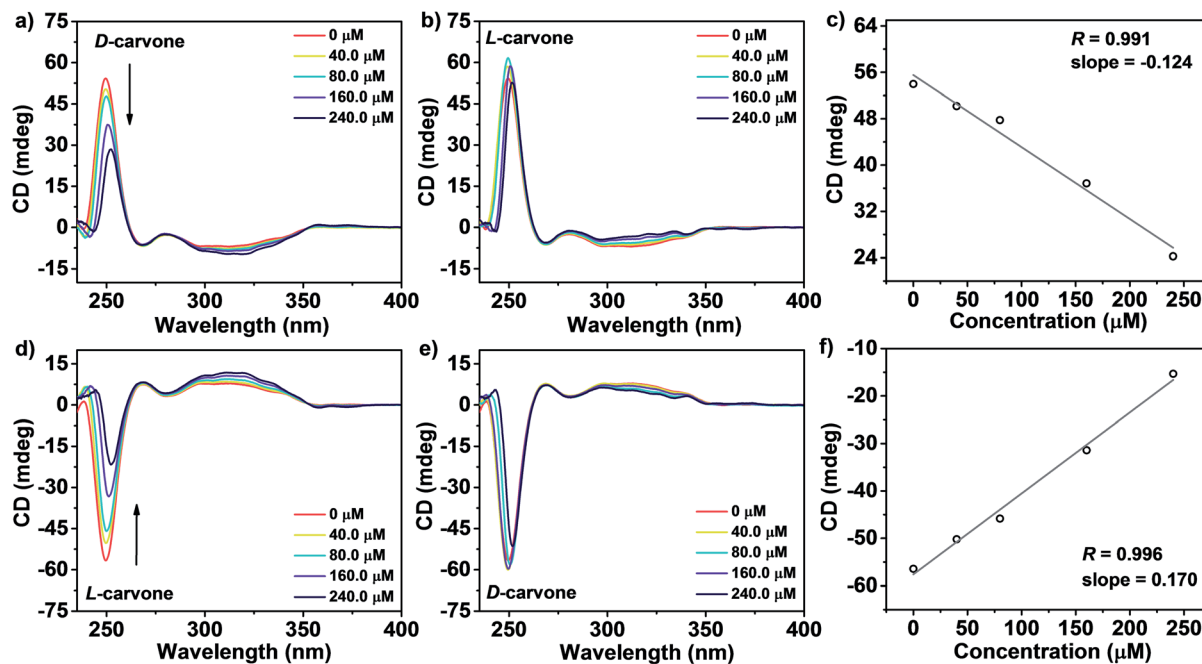 a)
D-carvone
0 μM
40.0 μM
80.0 μM
160.0 μM
240.0 μM
CD (mdeg)
75
60
45
30
15
0
-15
250 300 350 400
Wavelength (nm)
b)
L-carvone
0 μM
40.0 μM
80.0 μM
160.0 μM
240.0 μM
CD (mdeg)
75
60
45
30
15
0
-15
250 300 350 400
Wavelength (nm)
c)
R = 0.991
slope = -0.124
CD (mdeg)
56
48
40
32
24
0 50 100 150 200 250
Concentration (μM)
d)
L-carvone
0 μM
40.0 μM
80.0 μM
160.0 μM
240.0 μM
CD (mdeg)
15
0
-15
-30
-45
-60
-75
250 300 350 400
Wavelength (nm)
e)
D-carvone
0 μM
40.0 μM
80.0 μM
160.0 μM
240.0 μM
CD (mdeg)
15
0
-15
-30
-45
-60
-75
250 300 350 400
Wavelength (nm)
f)
R = 0.996
slope = 0.170
CD (mdeg)
-10
-20
-30
-40
-50
-60
0 50 100 150 200 250
Concentration (μM)